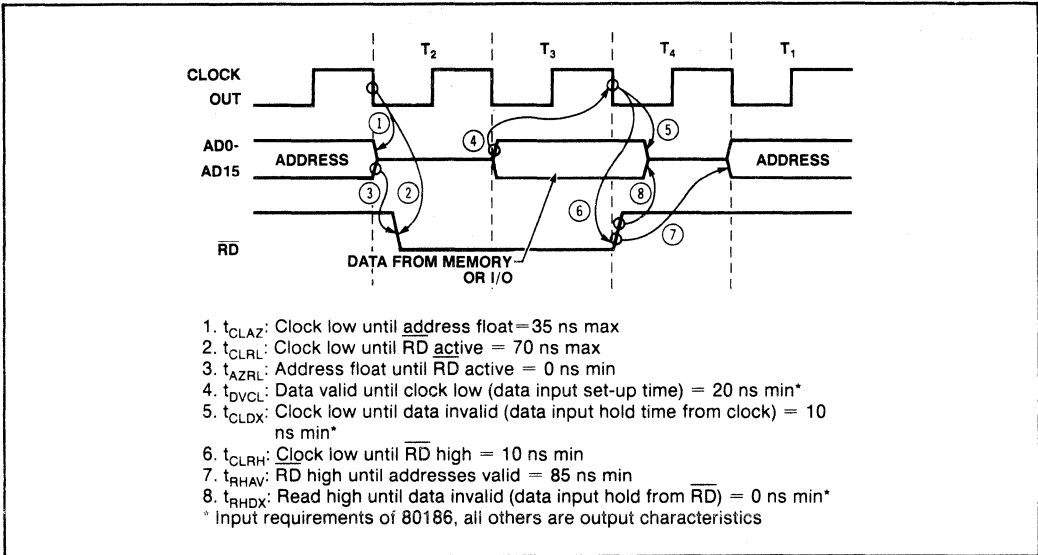 T₂ T₃ T₄ T₁
CLOCK
OUT
① ④ ⑤
AD0-
ADDRESS ADDRESS
AD15
③ ② ⑥ ⑧ ⑦
RD
DATA FROM MEMORY
OR I/O
1. tCLAZ: Clock low until address float=35 ns max
2. tCLRL: Clock low until RD active = 70 ns max
3. tAZRL: Address float until RD active = 0 ns min
4. tDVCL: Data valid until clock low (data input set-up time) = 20 ns min*
5. tCLDX: Clock low until data invalid (data input hold time from clock) = 10
ns min*
6. tCLRH: Clock low until RD high = 10 ns min
7. tRHAV: RD high until addresses valid = 85 ns min
8. tRHDX: Read high until data invalid (data input hold from RD) = 0 ns min*
* Input requirements of 80186, all others are output characteristics